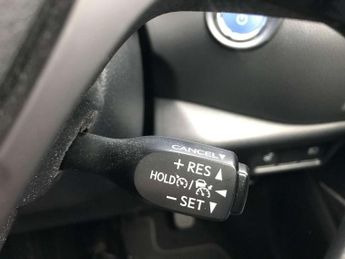 CANCEL
+ RES
HOLD /
- SET